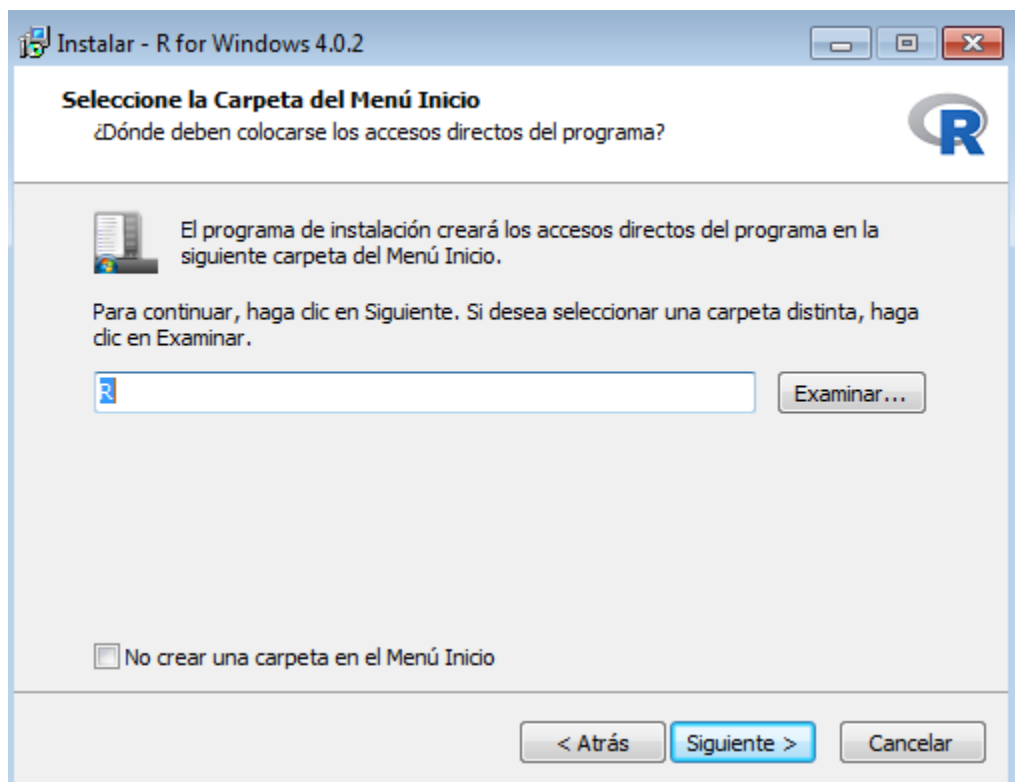 Instalar - R for Windows 4.0.2
Seleccione la Carpeta del Menú Inicio
¿Dónde deben colocarse los accesos directos del programa?
R
El programa de instalación creará los accesos directos del programa en la
siguiente carpeta del Menú Inicio.
Para continuar, haga clic en Siguiente. Si desea seleccionar una carpeta distinta, haga
clic en Examinar.
R
Examinar...
No crear una carpeta en el Menú Inicio
< Atrás
Siguiente >
Cancelar